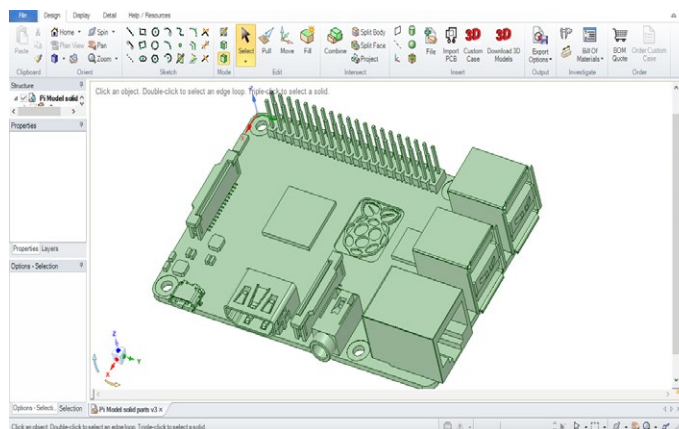 File Design Display Detail Help / Resources
Paste
Home Spin
Plan View Pan
Zoom
Select Pull Move Fill
Combine
Split Body
Split Face
Project
File Import PCB Custom Case Download 3D Models
Export Options
Bill Of Materials
BOM Quote
Order Custom Case
Clipboard Orient Sketch Mode Edit Intersect Insert Output Investigate Order
Structure
Pi Model solid
Properties
Click an object. Double-click to select an edge loop. Triple-click to select a solid.
3D 3D
Properties Layers
Options - Selection
Z
Y
X
Options - Selecti... Selection
Pi Model solid parts v3 x
Click an object. Double-click to select an edge loop. Triple-click to select a solid.